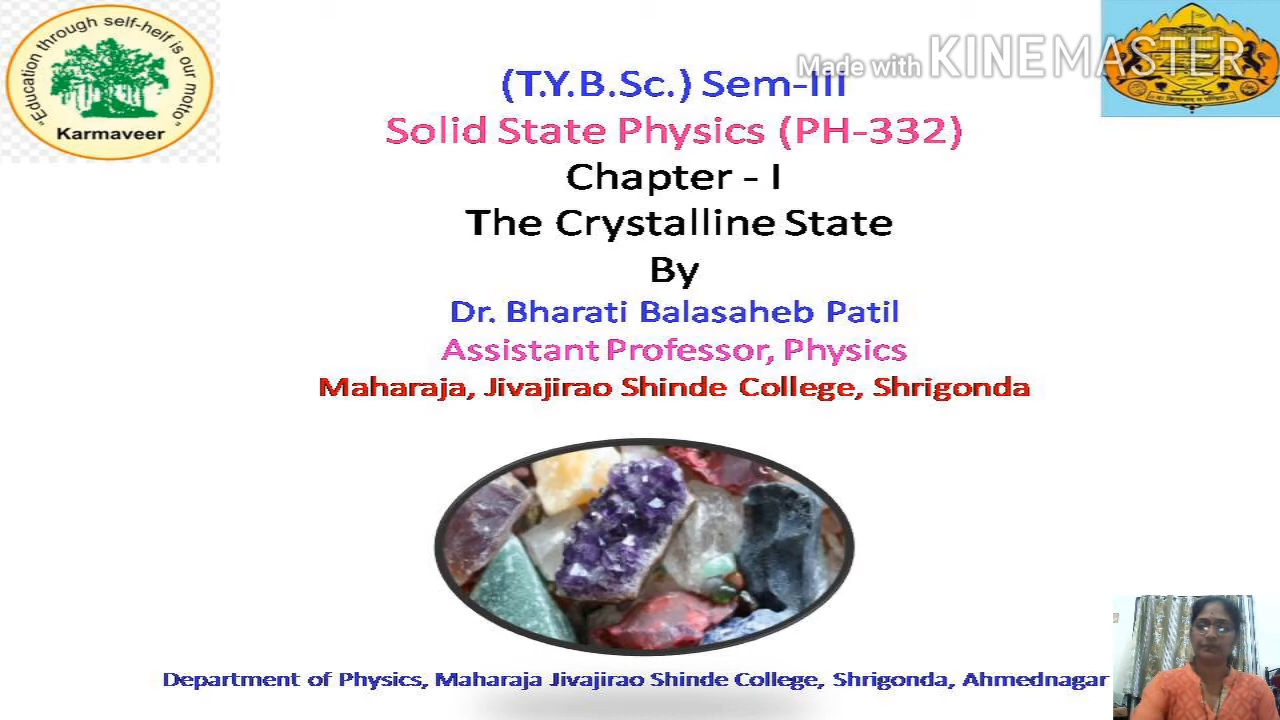 "Education through self-helf is our motto"
Karmaveer
Made with KINEMASTER
(T.Y.B.Sc.) Sem-III
Solid State Physics (PH-332)
Chapter - I
The Crystalline State
By
Dr. Bharati Balasaheb Patil
Assistant Professor, Physics
Maharaja, Jivajirao Shinde College, Shrigonda
Department of Physics, Maharaja Jivajirao Shinde College, Shrigonda, Ahmednagar